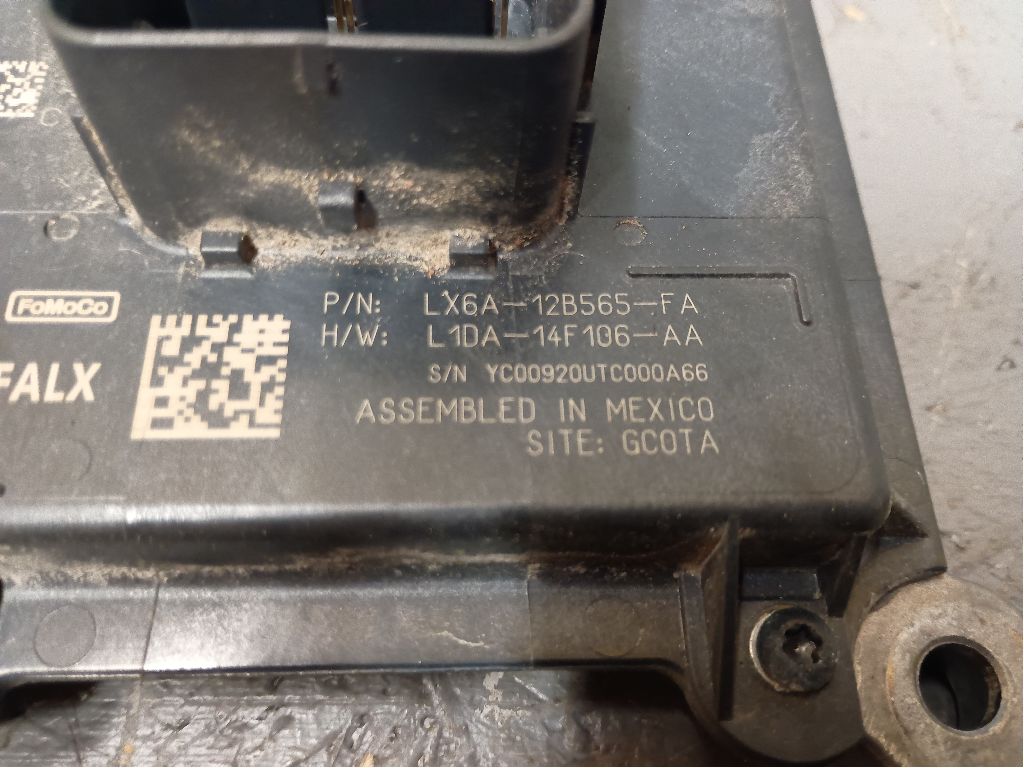 FoMoCo
FALX
P/N: LX6A-12B565-FA
H/W: L1DA-14F106-AA
S/N YC00920UTC000A66
ASSEMBLED IN MEXICO
SITE: GCOTA